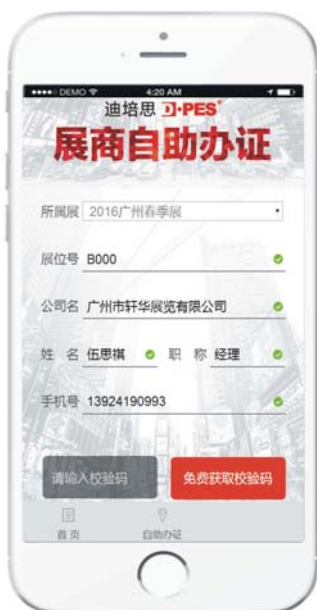 DEMO 4:20 AM
迪培思 D·PES
展商自助办证
所属展 2016广州春季展
展位号 B000
公司名 广州市轩华展览有限公司
姓 名 伍思祺 职 称 经理
手机号 13924190993
请输入校验码 免费获取校验码
首 页 自助办证